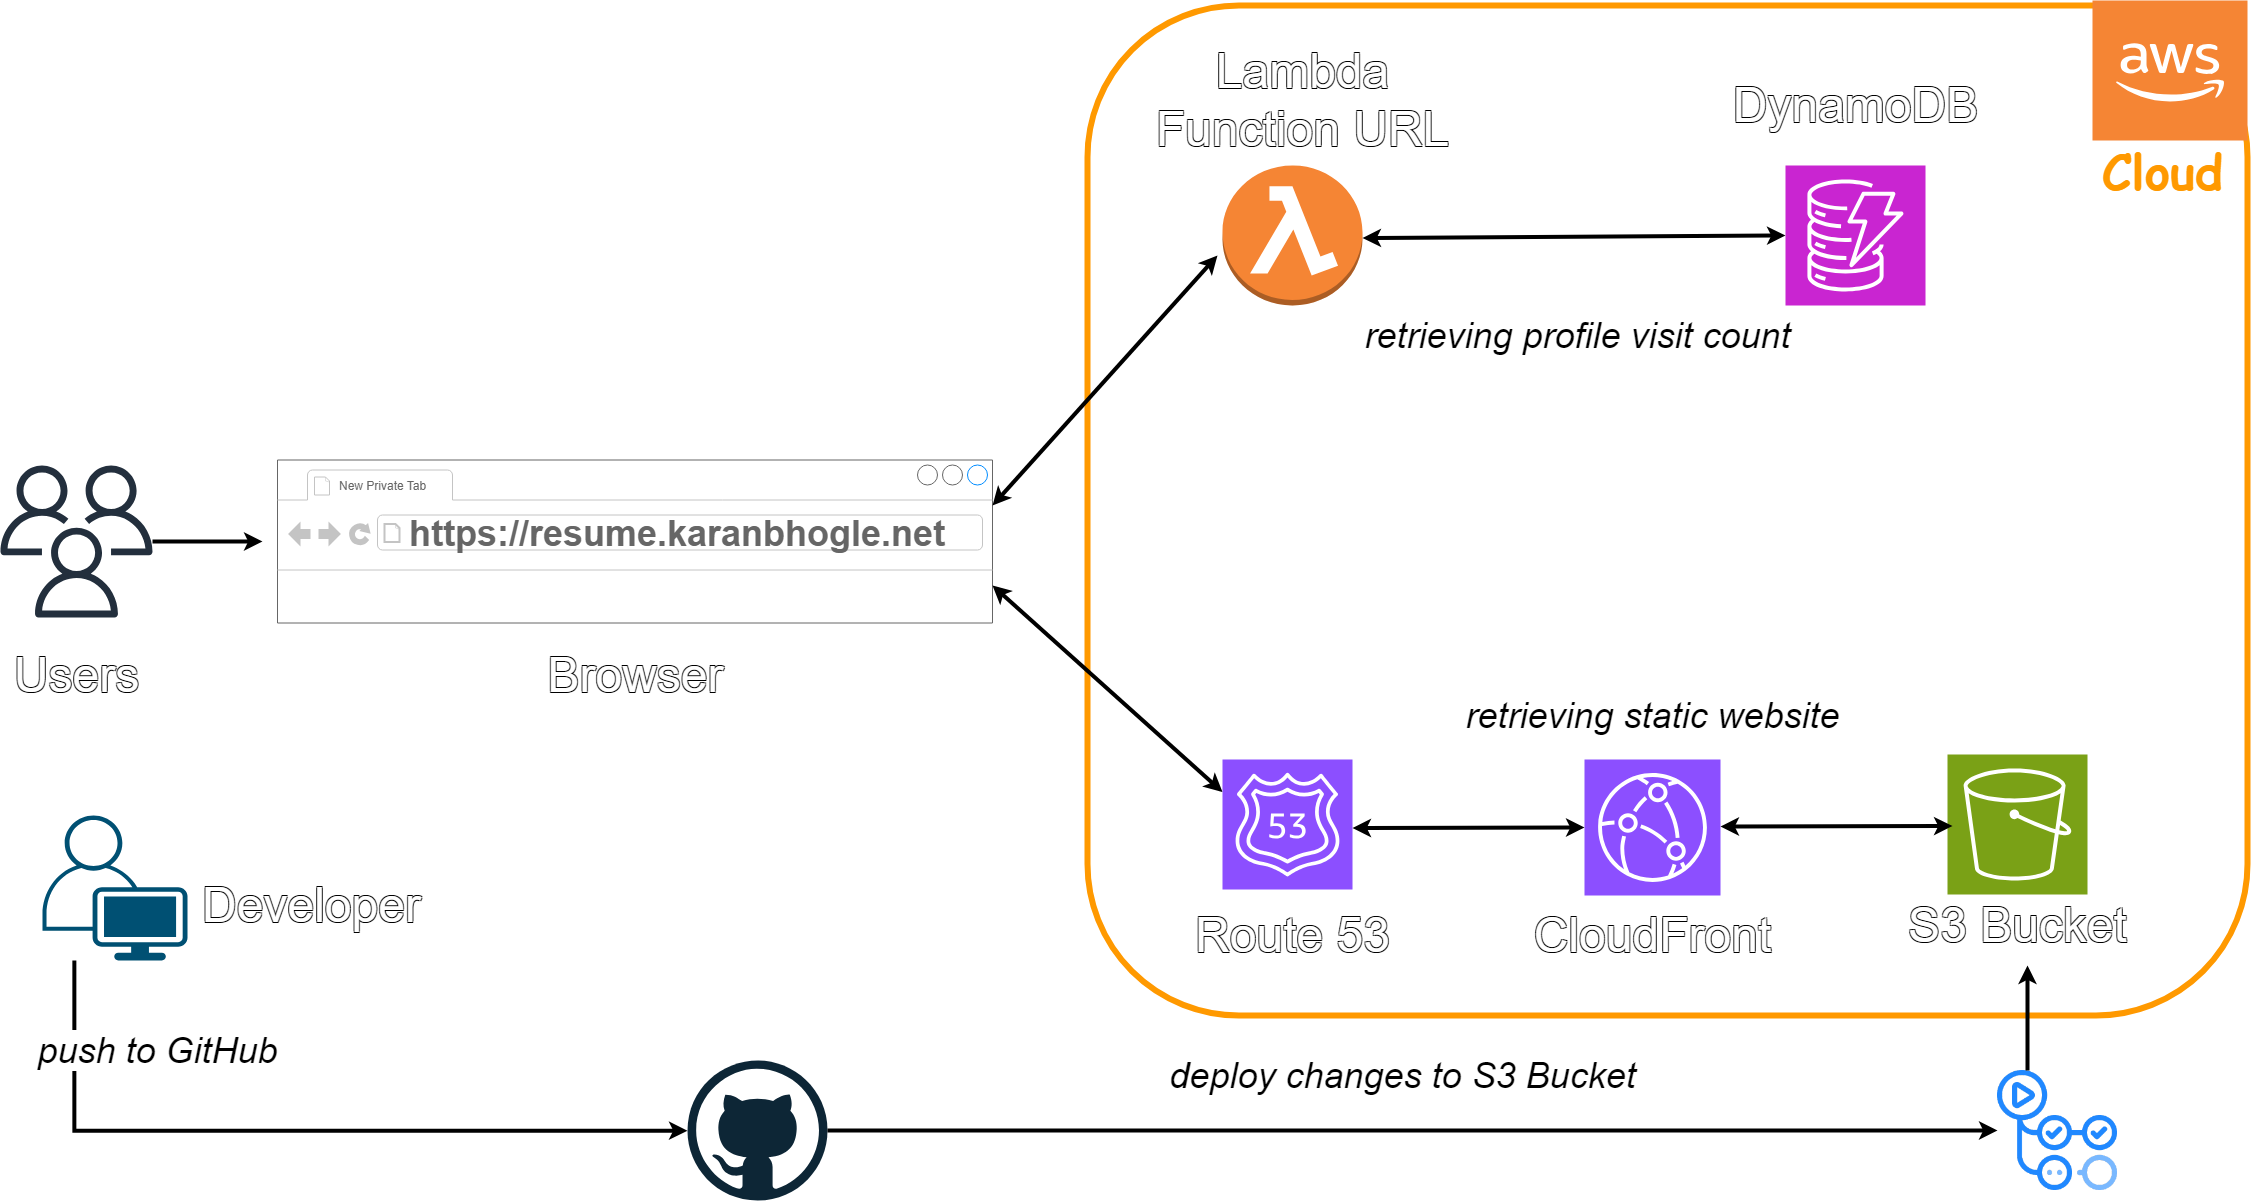 aws
Cloud
Lambda
Function URL
DynamoDB
retrieving profile visit count
New Private Tab
https://resume.karanbhogle.net
Users
Browser
retrieving static website
53
Developer
Route 53
CloudFront
S3 Bucket
push to GitHub
deploy changes to S3 Bucket